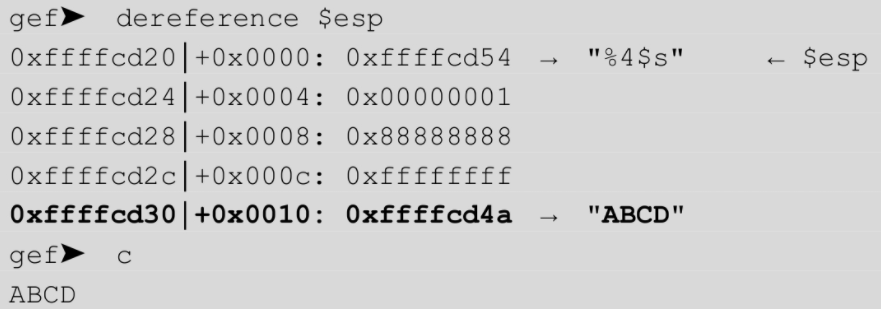 gef➤ dereference $esp
0xffffcd20|+0x0000: 0xffffcd54 → "%4$s" ← $esp
0xffffcd24|+0x0004: 0x00000001
0xffffcd28|+0x0008: 0x88888888
0xffffcd2c|+0x000c: 0xffffffff
0xffffcd30|+0x0010: 0xffffcd4a → "ABCD"
gef➤ c
ABCD